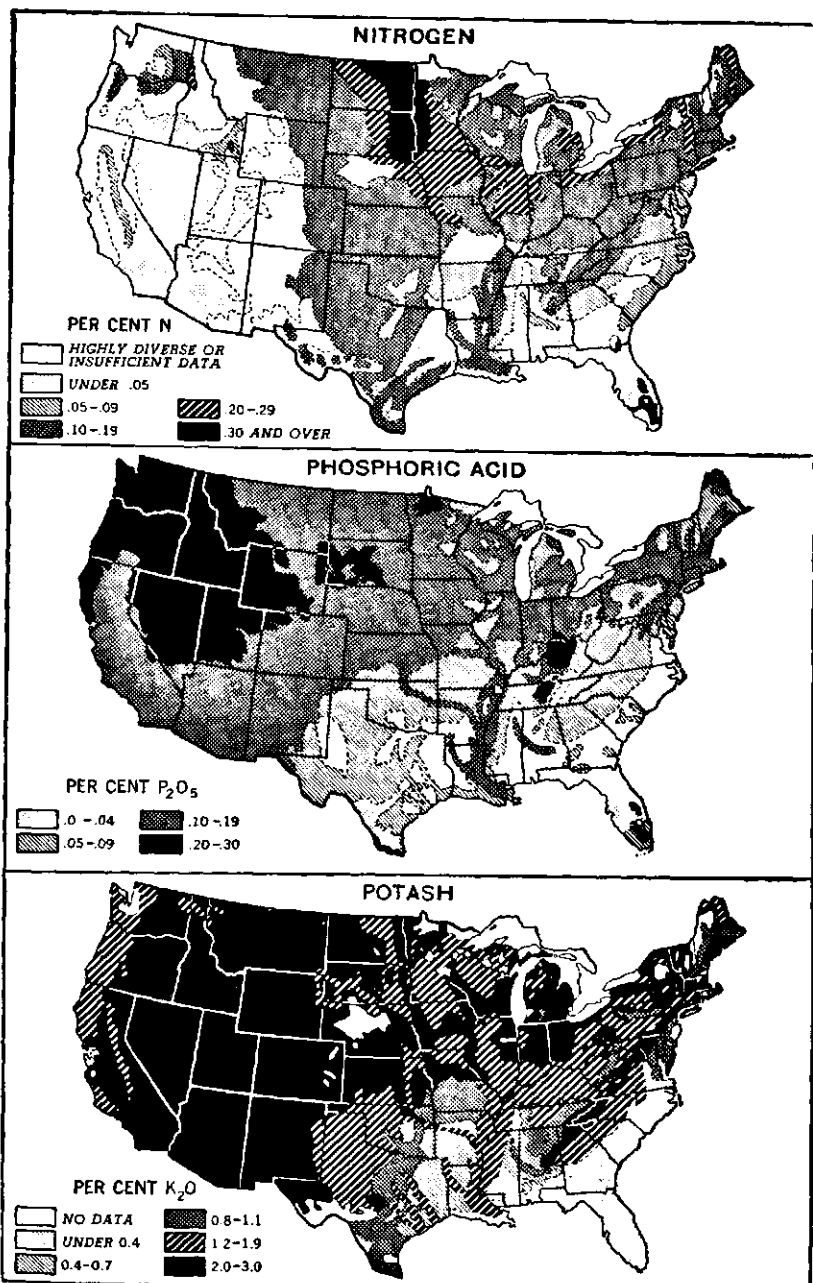 NITROGEN
PER CENT N
HIGHLY DIVERSE OR
INSUFFICIENT DATA
UNDER .05
.05-.09
.10-.19
.20-.29
.30 AND OVER
PHOSPHORIC ACID
PER CENT P₂O₅
.0 -.04
.05-.09
.10-.19
.20-.30
POTASH
PER CENT K₂O
NO DATA
UNDER 0.4
0.4-0.7
0.8-1.1
1.2-1.9
2.0-3.0